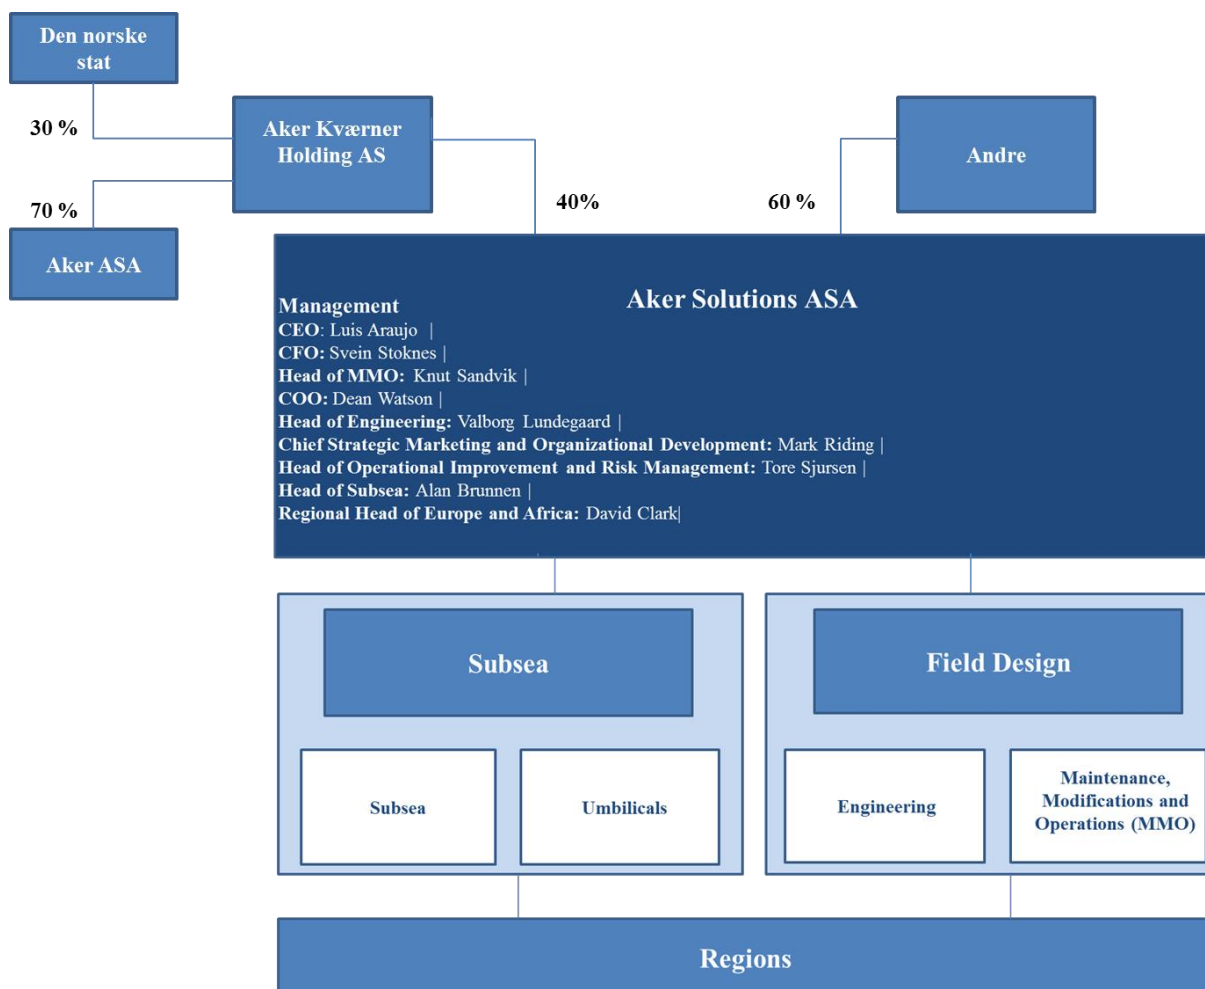 Den norske
stat
30 %
Aker Kværner
Holding AS
Andre
70 %
40%
60 %
Aker ASA
Aker Solutions ASA
Management
CEO: Luis Araujo |
CFO: Svein Stoknes |
Head of MMO: Knut Sandvik |
COO: Dean Watson |
Head of Engineering: Valborg Lundegaard |
Chief Strategic Marketing and Organizational Development: Mark Riding |
Head of Operational Improvement and Risk Management: Tore Sjursen |
Head of Subsea: Alan Brunnen |
Regional Head of Europe and Africa: David Clark|
Subsea
Field Design
Subsea
Umbilicals
Engineering
Maintenance,
Modifications and
Operations (MMO)
Regions